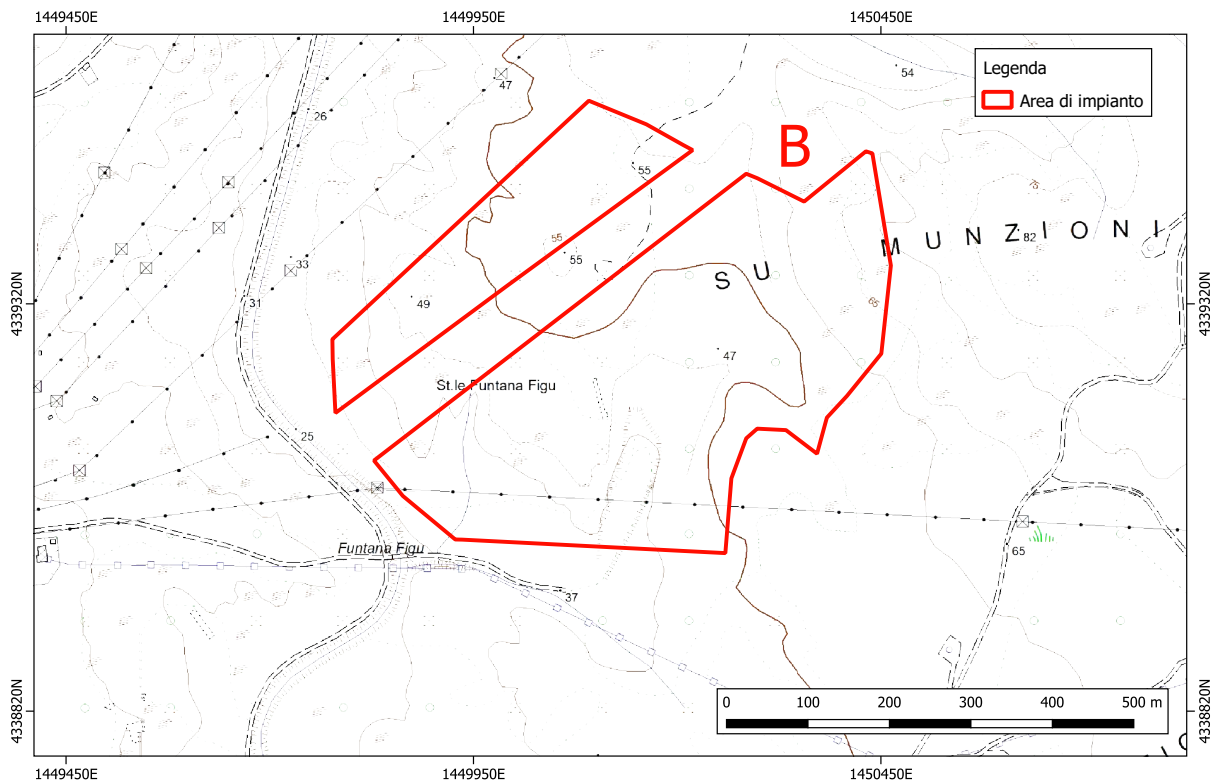 1449450E 1449950E 1450450E
Legenda
Area di impianto
54
47
26
B
55
75
SU MUNZIONI
82
55
55
33
65
4339320N 4339320N
31
49
47
St.le Funtana Figu
25
Funtana Figu
65
37
4338820N 4338820N
0 100 200 300 400 500 m
1449450E 1449950E 1450450E